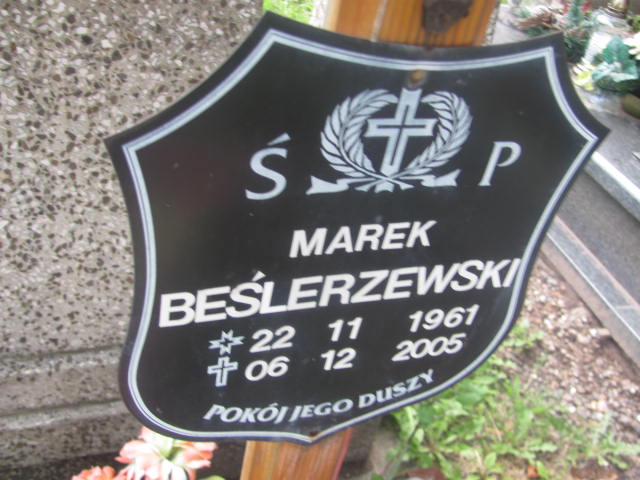 Ś P
MAREK
BEŚLERZEWSKI
22 11 1961
06 12 2005
POKÓJ JEGO DUSZY